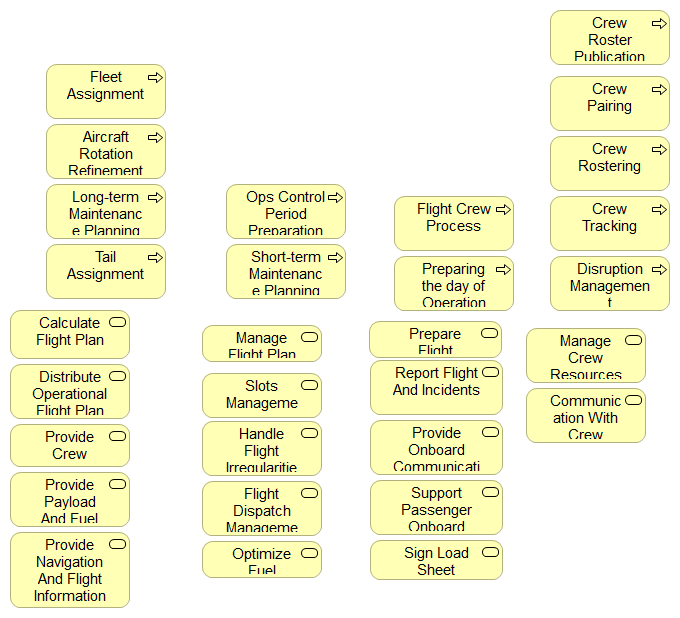 Crew
Roster
Publication
Fleet
Assignment
Crew
Pairing
Aircraft
Rotation
Refinement
Crew
Rostering
Long-term
Maintenanc
e Planning
Ops Control
Period
Preparation
Flight Crew
Process
Crew
Tracking
Tail
Assignment
Short-term
Maintenanc
e Planning
Preparing
the day of
Operation
Disruption
Managemen
t
Calculate
Flight Plan
Manage
Flight Plan
Prepare
Flight
Manage
Crew
Resources
Distribute
Operational
Flight Plan
Slots
Manageme
Report Flight
And Incidents
Communic
ation With
Crew
Provide
Crew
Handle
Flight
Irregularitie
Provide
Onboard
Communicati
Provide
Payload
And Fuel
Flight
Dispatch
Manageme
Support
Passenger
Onboard
Provide
Navigation
And Flight
Information
Optimize
Fuel
Sign Load
Sheet